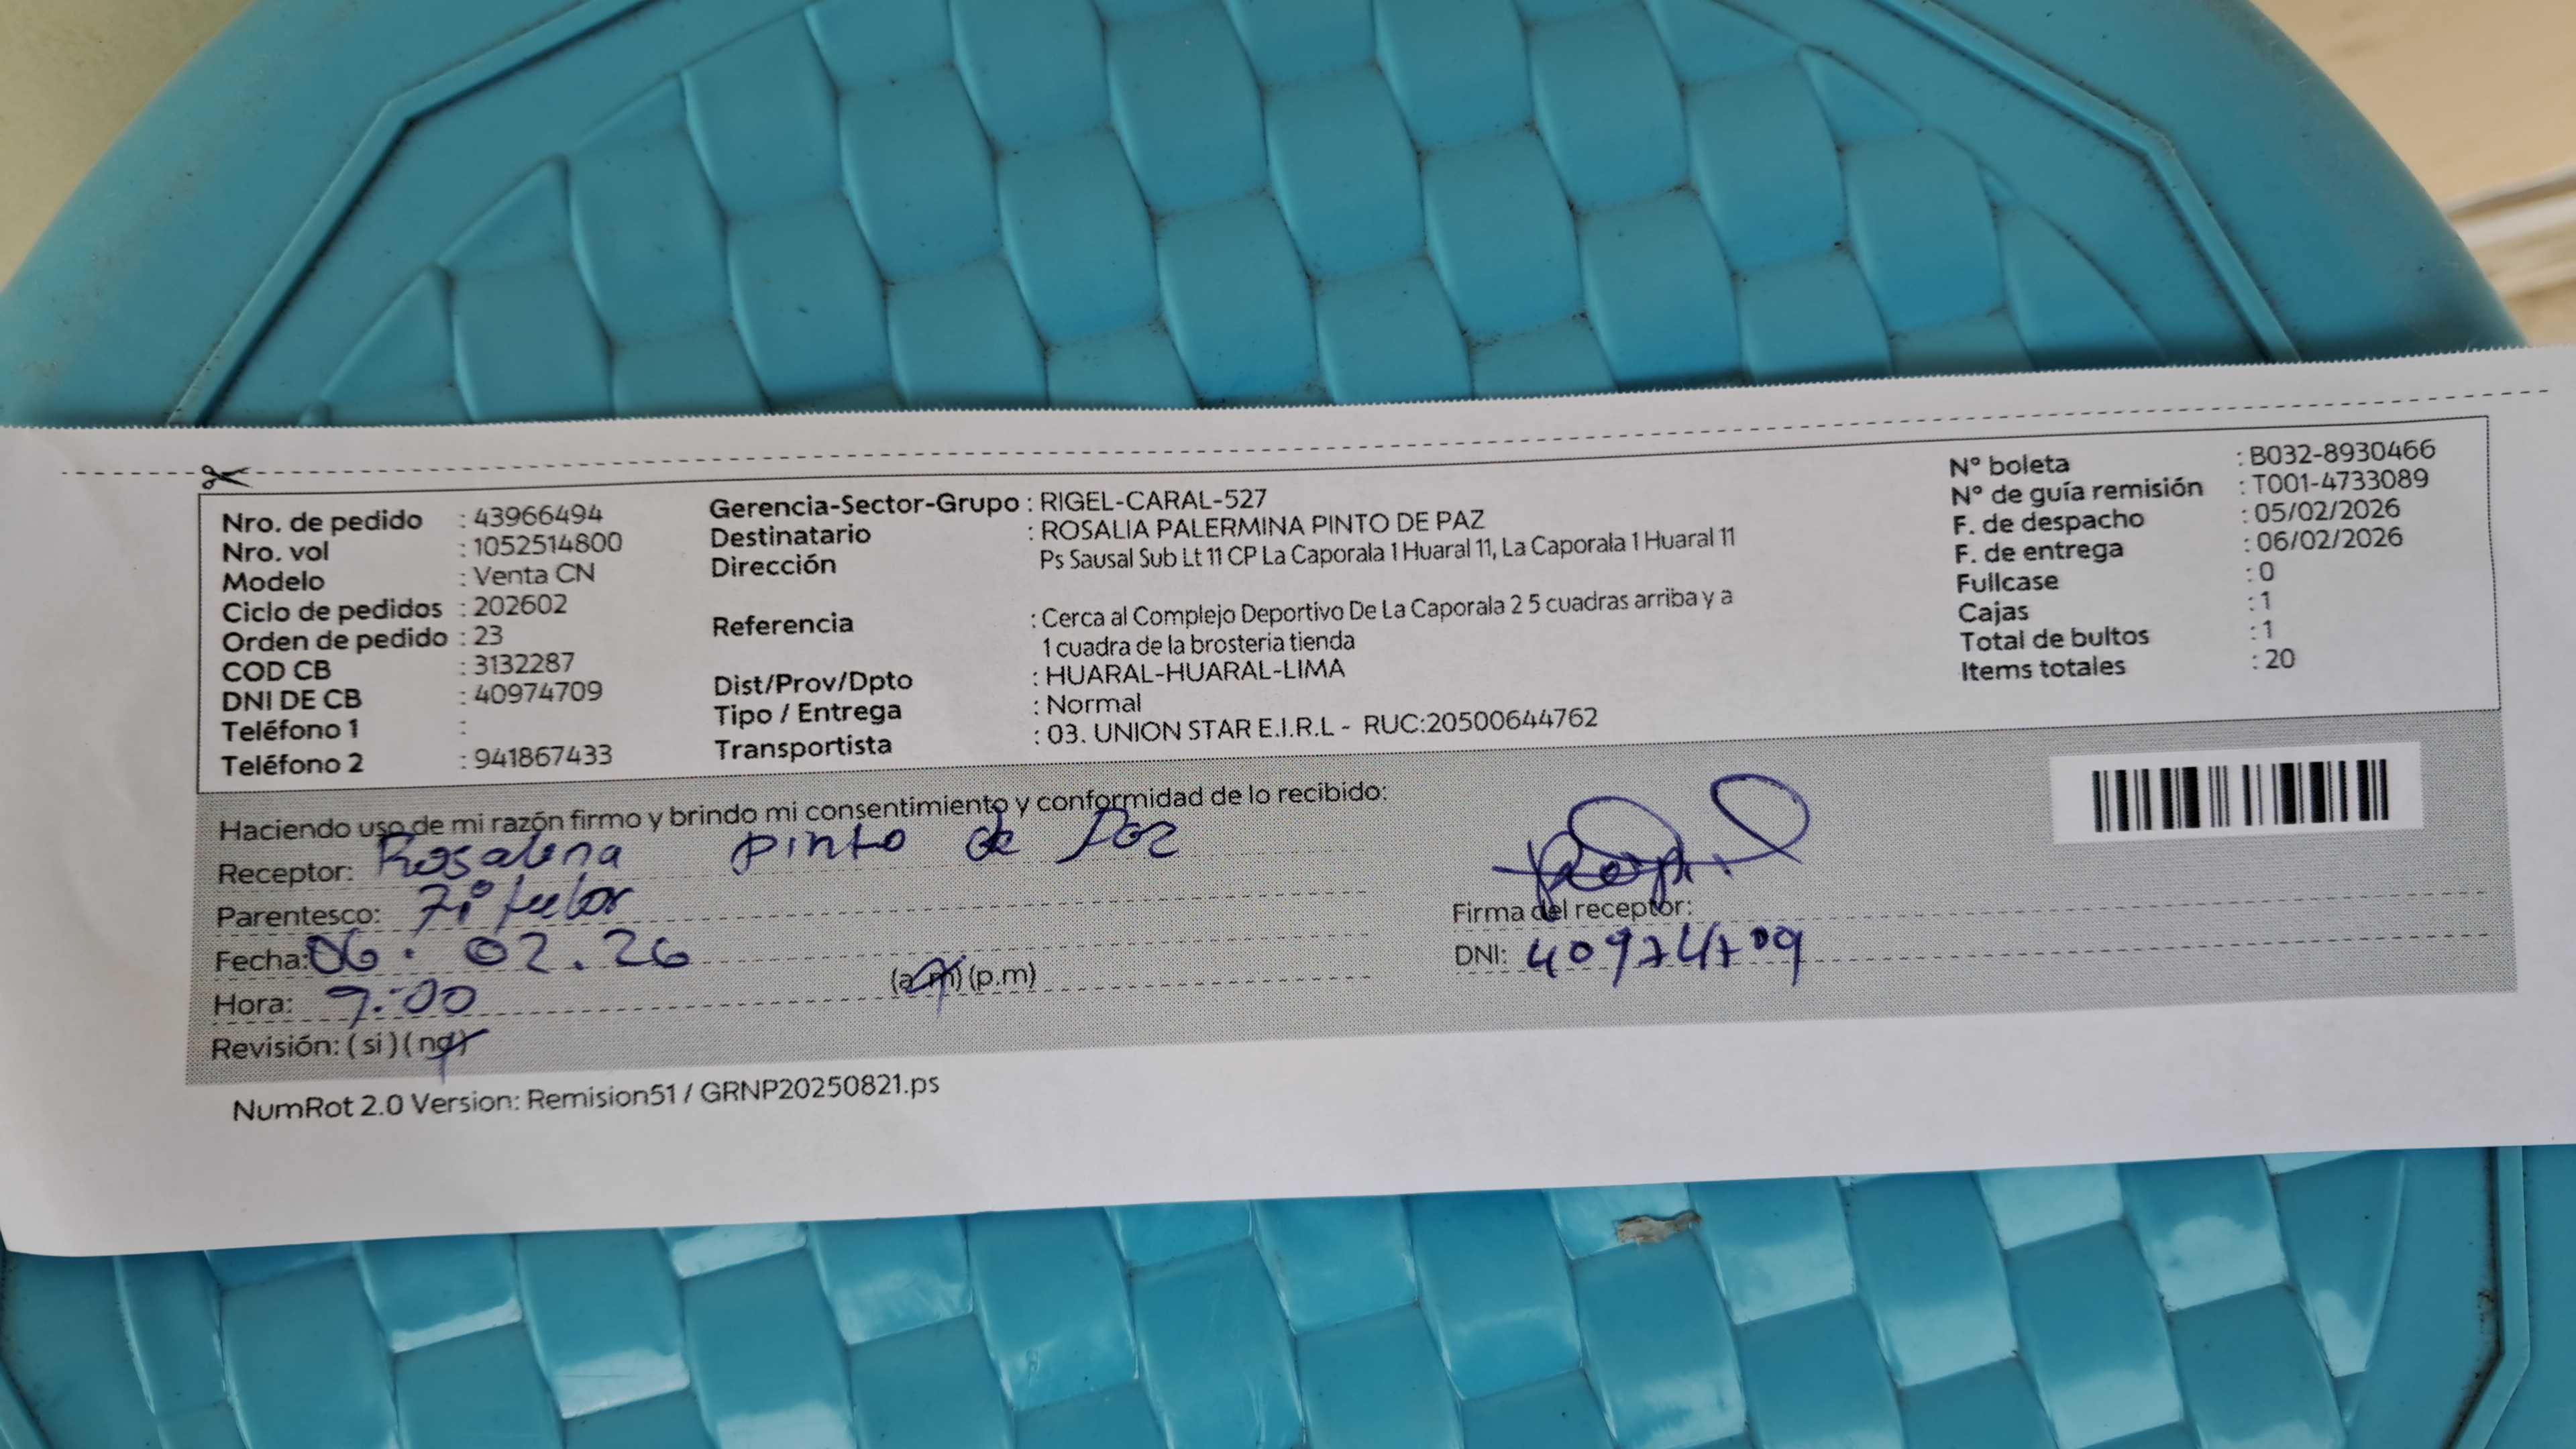 Nro. de pedido : 43966494
Nro. vol : 1052514800
Modelo : Venta CN
Ciclo de pedidos : 202602
Orden de pedido : 23
COD CB : 3132287
DNI DE CB : 40974709
Teléfono 1 :
Teléfono 2 : 941867433
Gerencia-Sector-Grupo : RIGEL-CARAL-527
Destinatario : ROSALIA PALERMINA PINTO DE PAZ
Dirección Ps Sausal Sub Lt 11 CP La Caporala 1 Huaral 11, La Caporala 1 Huaral 11
Referencia : Cerca al Complejo Deportivo De La Caporala 2 5 cuadras arriba y a
1 cuadra de la brosteria tienda
Dist/Prov/Dpto : HUARAL-HUARAL-LIMA
Tipo / Entrega : Normal
Transportista : 03. UNION STAR E.I.R.L - RUC:20500644762
N° boleta : B032-8930466
N° de guía remisión : T001-4733089
F. de despacho : 05/02/2026
F. de entrega : 06/02/2026
Fullcase : 0
Cajas : 1
Total de bultos : 1
Items totales : 20
Haciendo uso de mi razón firmo y brindo mi consentimiento y conformidad de lo recibido:
Receptor: pinto de Paz
Parentesco:
Fecha: 06. 02. 26
Hora: 9:00 (a.m) (p.m)
Revisión: ( si ) ( no )
Firma del receptor:
DNI: 40974709
NumRot 2.0 Version: Remision51 / GRNP20250821.ps